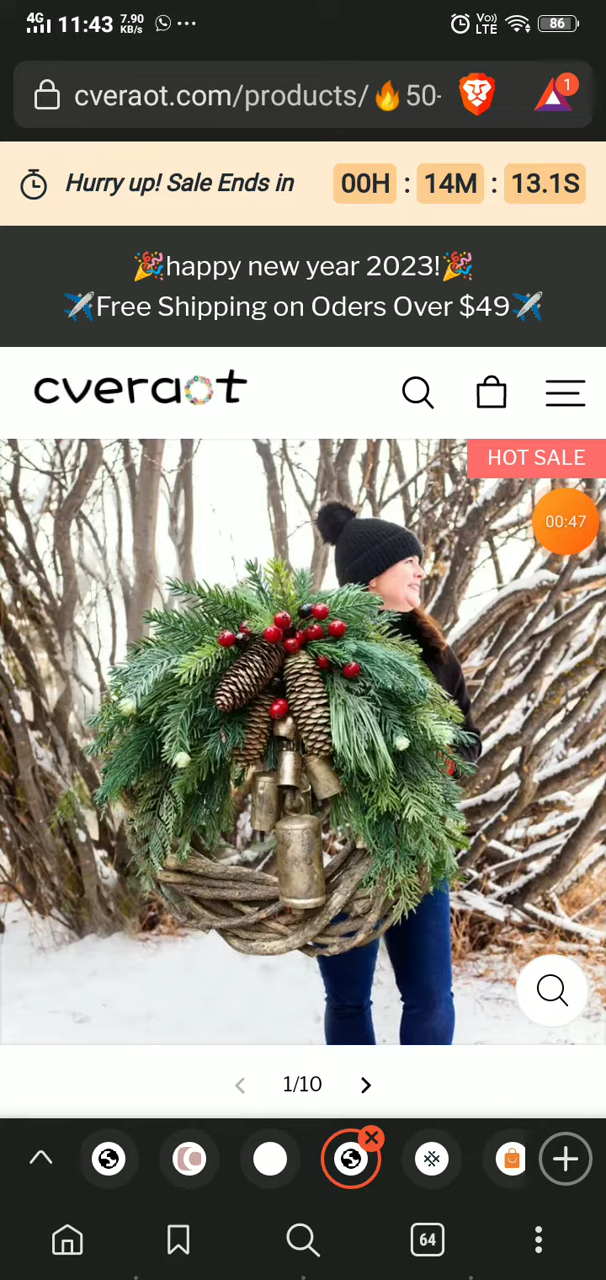 4G 11:43 7.90 KB/s ... Vo)) LTE 86
cveraot.com/products/🔥50- 1
Hurry up! Sale Ends in 00H : 14M : 13.1S
🎉happy new year 2023!🎉
✈️Free Shipping on Oders Over $49✈️
cveraot
HOT SALE
00:47
1/10
64